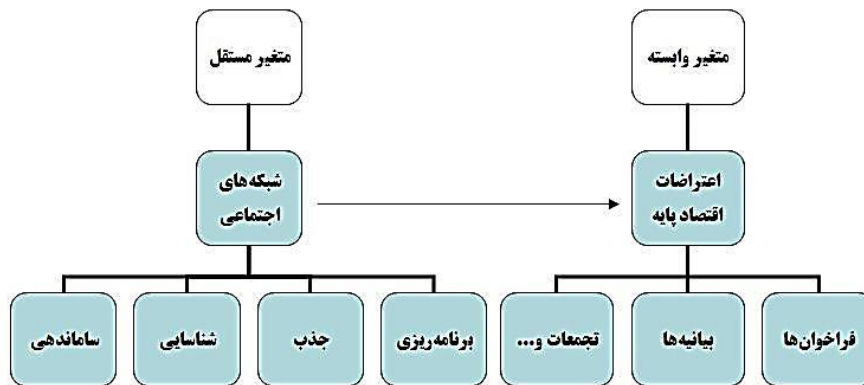 متغیر وابسته
متغیر مستقل
اعتراضات
اقتصاد پایه
شبکه‌های
اجتماعی
فراخوان‌ها
بیانیه‌ها
تجمعات و...
برنامه‌ریزی
جذب
شناسایی
ساماندهی